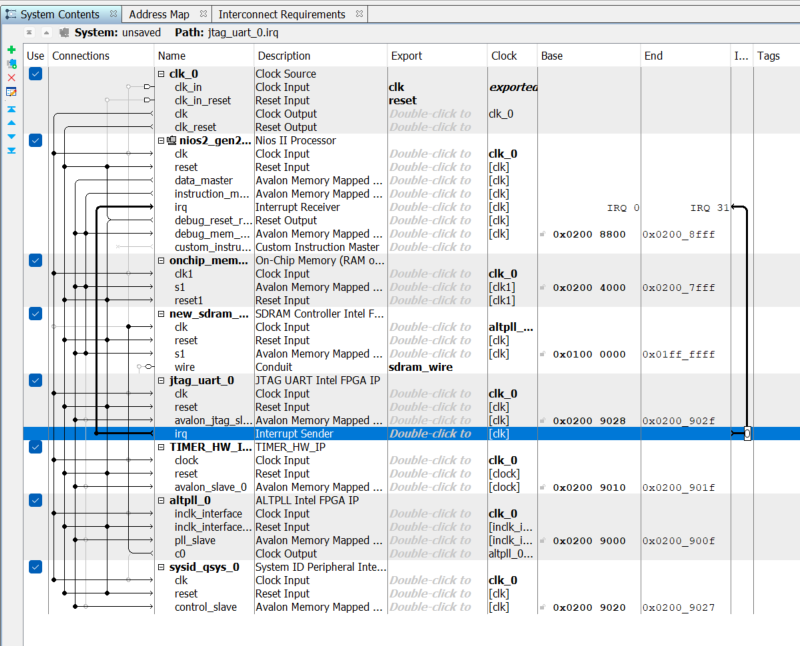 System Contents Address Map Interconnect Requirements
System: unsaved Path: jtag_uart_0.irq
Use Connections Name Description Export Clock Base End I... Tags
clk_0 Clock Source
clk_in Clock Input clk exported
clk_in_reset Reset Input reset
clk Clock Output Double-click to clk_0
clk_reset Reset Output Double-click to
nios2_gen2... Nios II Processor
clk Clock Input Double-click to clk_0
reset Reset Input Double-click to [clk]
data_master Avalon Memory Mapped ... Double-click to [clk]
instruction_m... Avalon Memory Mapped ... Double-click to [clk]
irq Interrupt Receiver Double-click to [clk] IRQ 0 IRQ 31
debug_reset_r... Reset Output Double-click to [clk]
debug_mem_... Avalon Memory Mapped ... Double-click to [clk] 0x0200 8800 0x0200_8fff
custom_instru... Custom Instruction Master Double-click to
onchip_mem... On-Chip Memory (RAM o...
clk1 Clock Input Double-click to clk_0
s1 Avalon Memory Mapped ... Double-click to [clk1] 0x0200 4000 0x0200_7fff
reset1 Reset Input Double-click to [clk1]
new_sdram_... SDRAM Controller Intel F...
clk Clock Input Double-click to altpll_...
reset Reset Input Double-click to [clk]
s1 Avalon Memory Mapped ... Double-click to [clk] 0x0100 0000 0x01ff_ffff
wire Conduit sdram_wire
jtag_uart_0 JTAG UART Intel FPGA IP
clk Clock Input Double-click to clk_0
reset Reset Input Double-click to [clk]
avalon_jtag_sl... Avalon Memory Mapped ... Double-click to [clk] 0x0200 9028 0x0200_902f
irq Interrupt Sender Double-click to [clk] 0
TIMER_HW_I... TIMER_HW_IP
clock Clock Input Double-click to clk_0
reset Reset Input Double-click to [clock]
avalon_slave_0 Avalon Memory Mapped ... Double-click to [clock] 0x0200 9010 0x0200_901f
altpll_0 ALTPLL Intel FPGA IP
inclk_interface Clock Input Double-click to clk_0
inclk_interface... Reset Input Double-click to [inclk_i...
pll_slave Avalon Memory Mapped ... Double-click to [inclk_i... 0x0200 9000 0x0200_900f
c0 Clock Output Double-click to altpll_0...
sysid_qsys_0 System ID Peripheral Inte...
clk Clock Input Double-click to clk_0
reset Reset Input Double-click to [clk]
control_slave Avalon Memory Mapped ... Double-click to [clk] 0x0200 9020 0x0200_9027